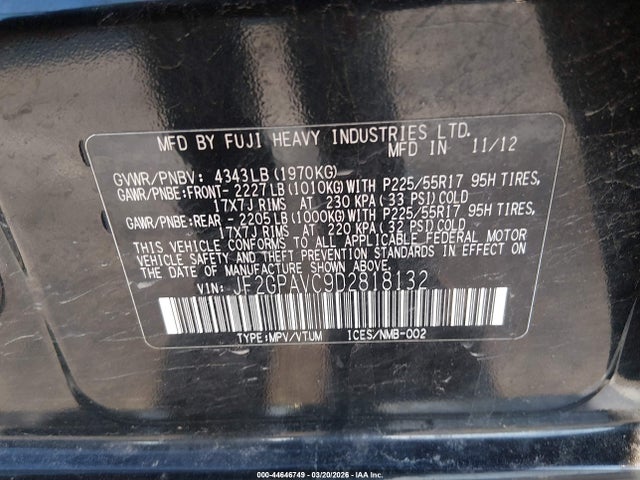 MFD BY FUJI HEAVY INDUSTRIES LTD.
MFD IN 11/12
GVWR/PNBV: 4343LB(1970KG)
GAWR/PNBE:FRONT- 2227LB(1010KG)WITH P225/55R17 95H TIRES,
17X7J RIMS AT 230 KPA(33 PSI)COLD
GAWR/PNBE:REAR - 2205LB(1000KG)WITH P225/55R17 95H TIRES,
17X7J RIMS AT 220 KPA(32 PSI)COLD
THIS VEHICLE CONFORMS TO ALL APPLICABLE FEDERAL MOTOR
VEHICLE SAFETY AND THEFT PREVENTION STANDARDS IN EFFECT ON
THE DATE OF MANUFACTURE SHOWN ABOVE.
VIN: JF2GPAVC9D2818132
TYPE:MPV/VTUM ICES/NMB-002
000-44646749 - 03/20/2026 - IAA INC.